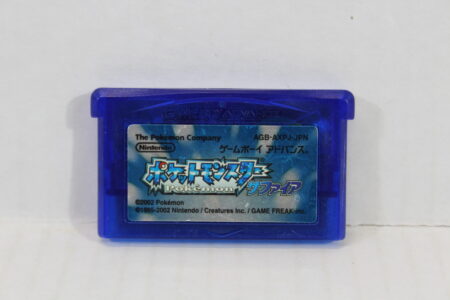 The Pokémon Company AGB-AXPJ-JPN
Nintendo ゲームボーイ アドバンス
ポケットモンスター
Pokémon サファイア
©2002 Pokémon
©1995-2002 Nintendo / Creatures Inc. / GAME FREAK inc.